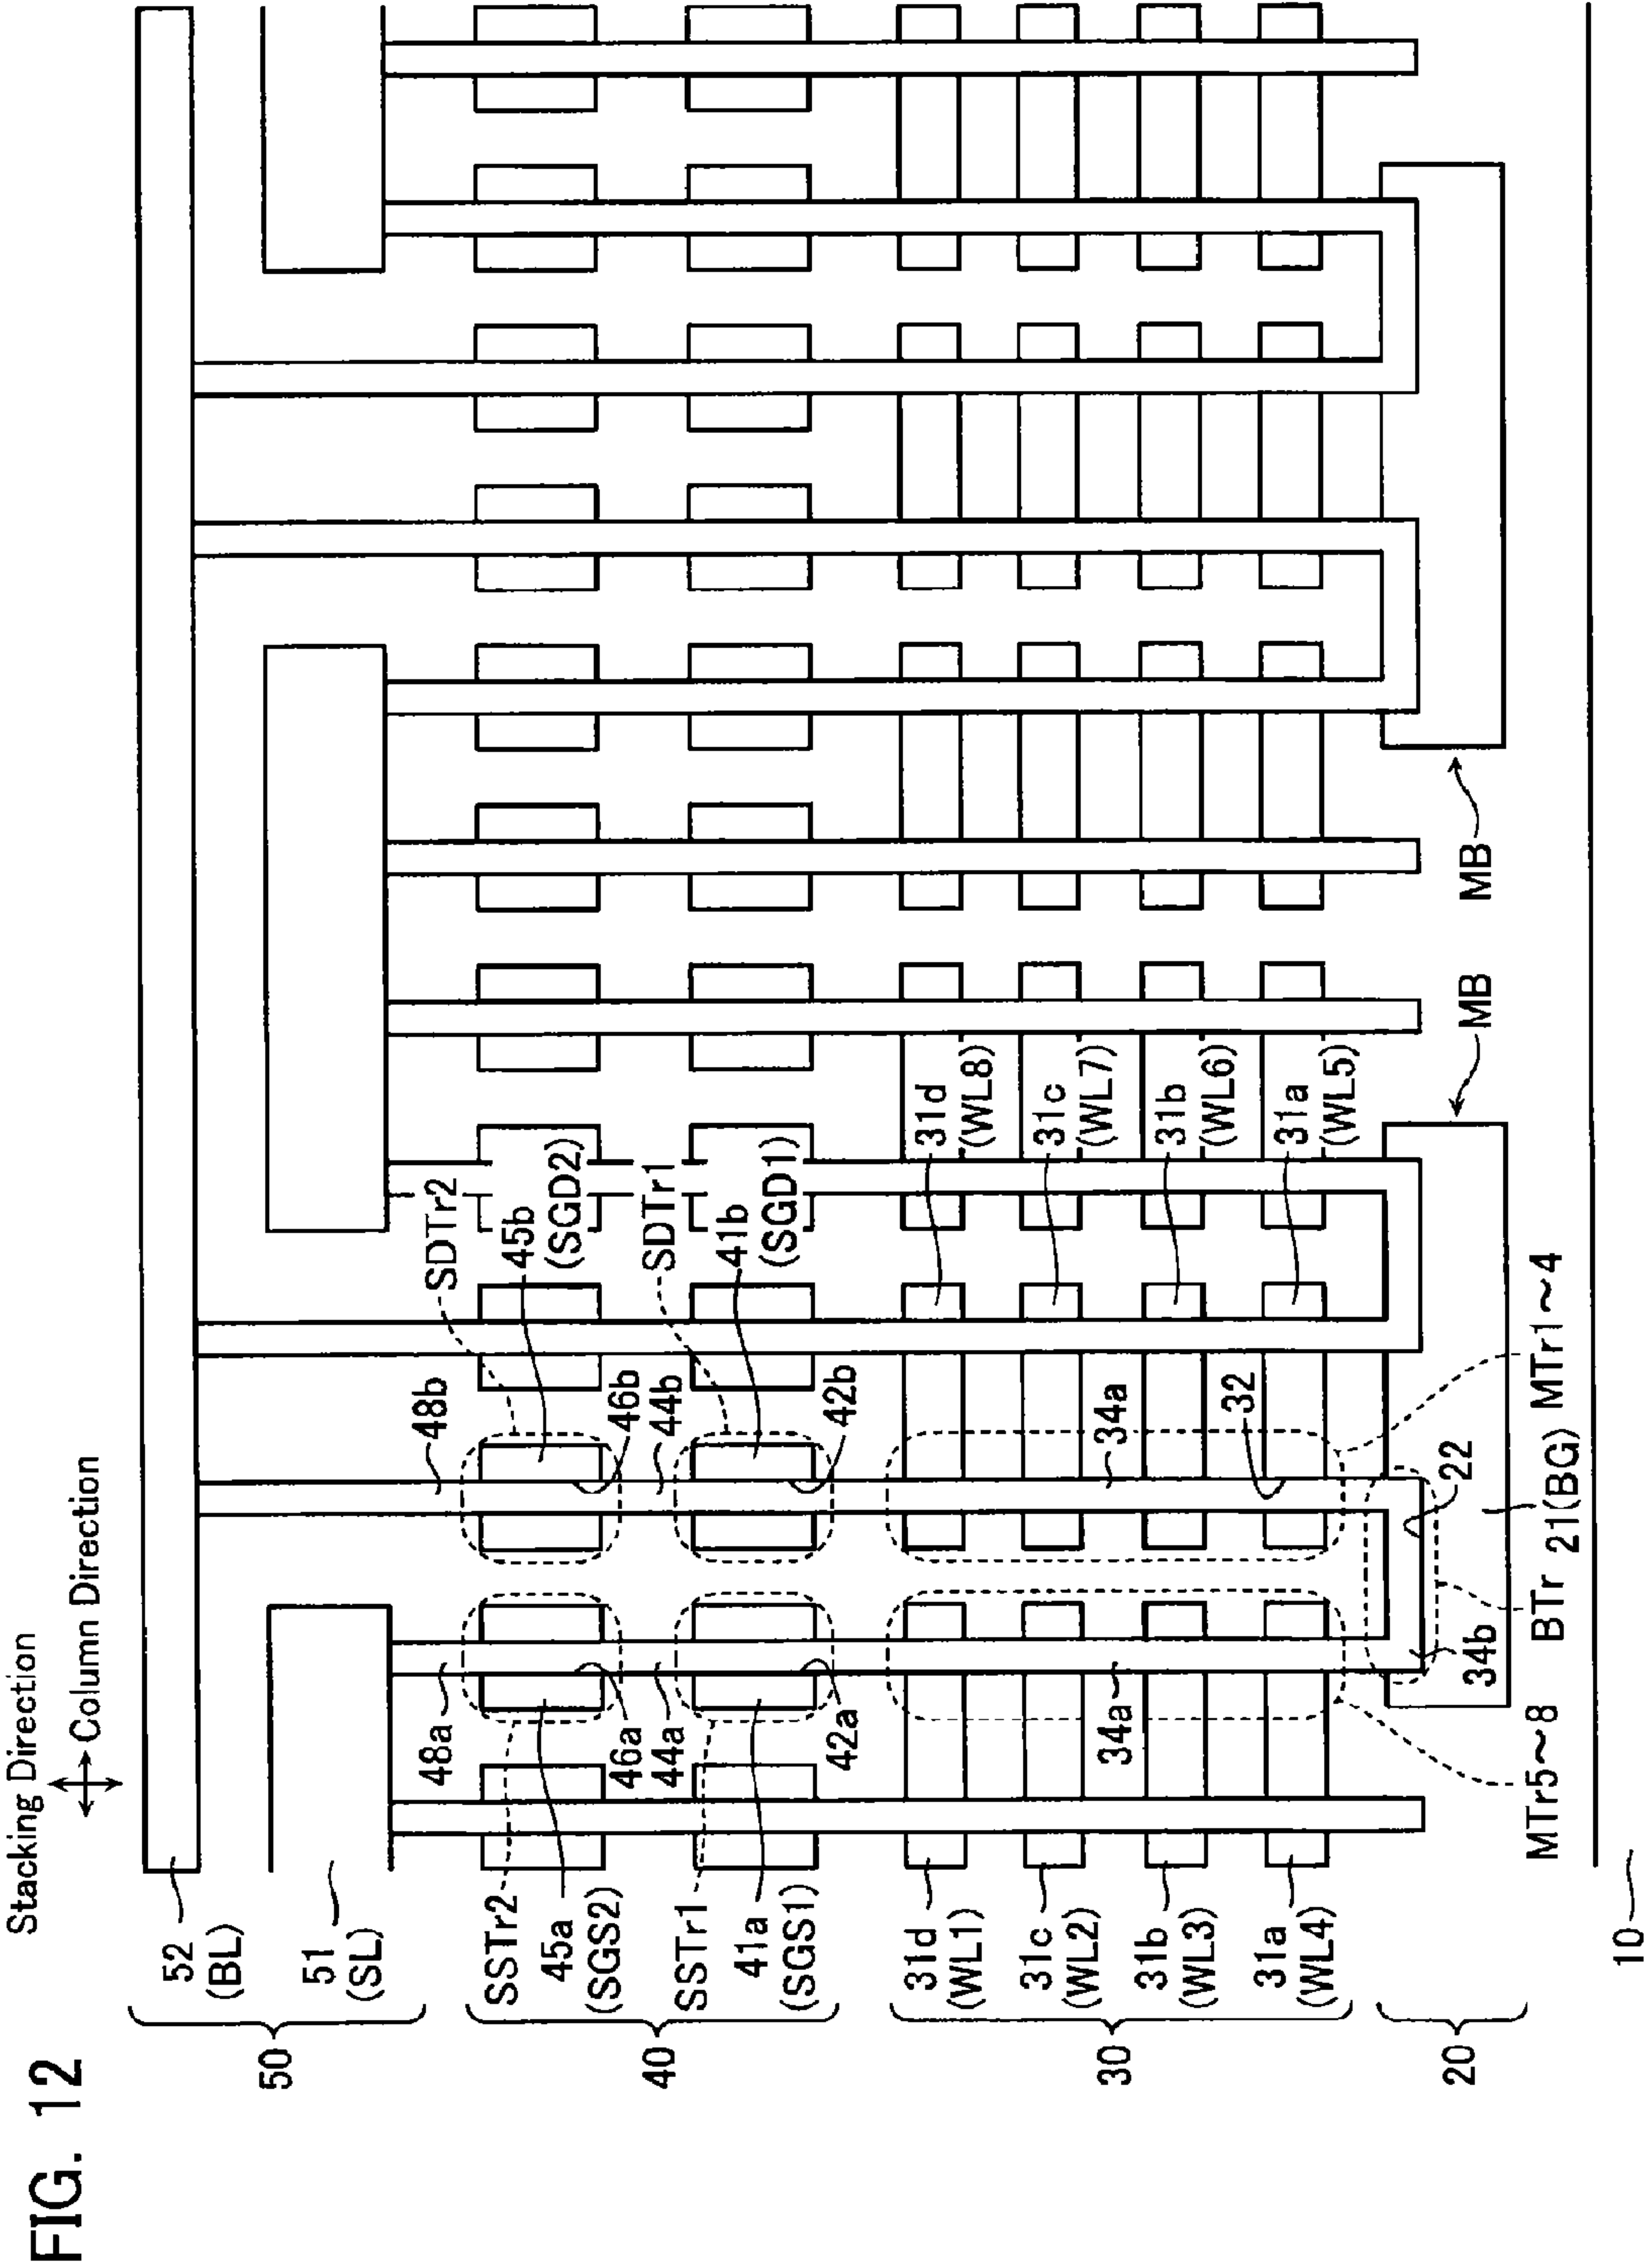 FIG. 12
Stacking Direction
Column Direction
50
52
(BL)
51
(SL)
40
SSTr2
45a
(SGS2)
SSTr1
41a
(SGS1)
30
31d
(WL1)
31c
(WL2)
31b
(WL3)
31a
(WL4)
20
10
48a
46a
44a
42a
34a
34b
MTr5~8
48b
46b
44b
42b
34a
32
22
BTr
21(BG)
MTr1~4
SDTr2
45b
(SGD2)
SDTr1
41b
(SGD1)
31d
(WL8)
31c
(WL7)
31b
(WL6)
31a
(WL5)
MB
MB